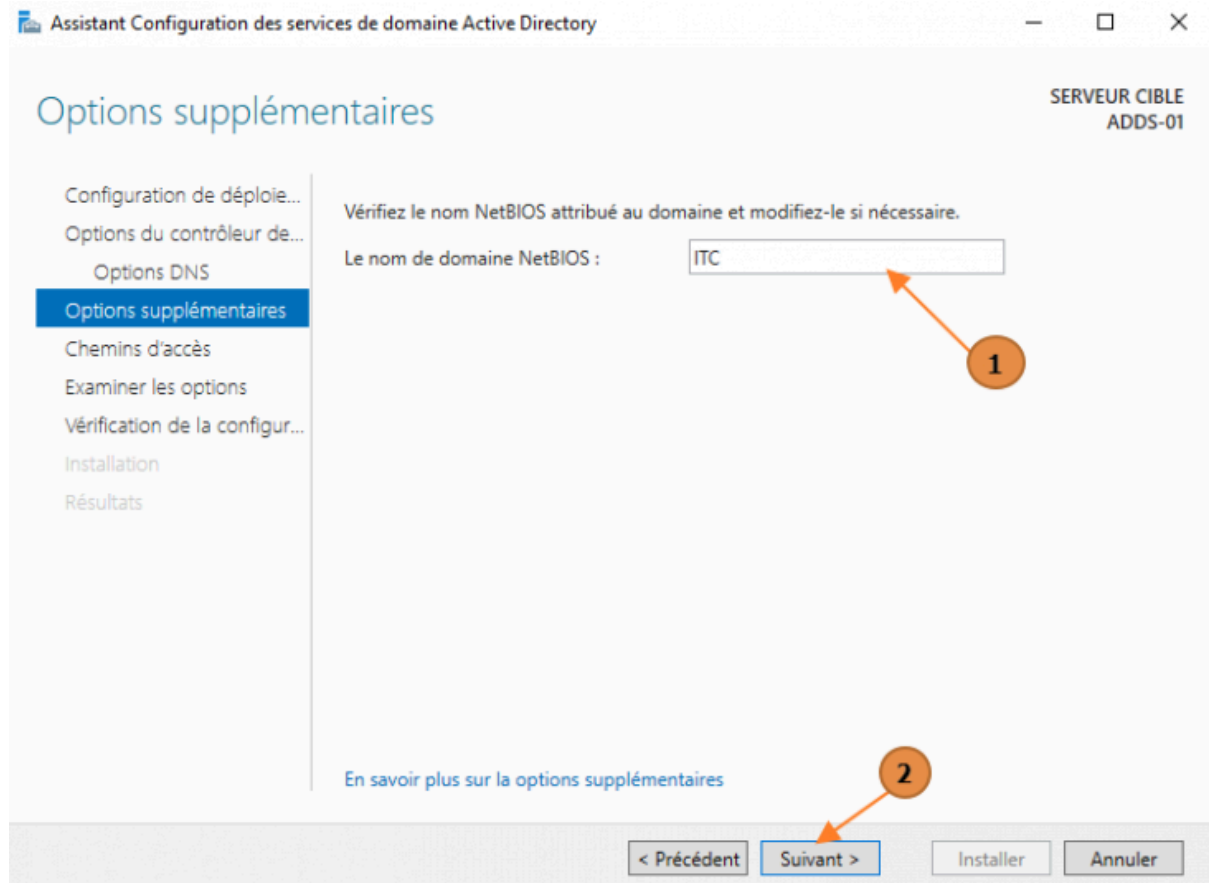 Assistant Configuration des services de domaine Active Directory
Options supplémentaires
SERVEUR CIBLE
ADDS-01
Configuration de déploie...
Options du contrôleur de...
Options DNS
Options supplémentaires
Chemins d'accès
Examiner les options
Vérification de la configur...
Installation
Résultats
Vérifiez le nom NetBIOS attribué au domaine et modifiez-le si nécessaire.
Le nom de domaine NetBIOS : ITC
1
En savoir plus sur la options supplémentaires
2
< Précédent Suivant > Installer Annuler